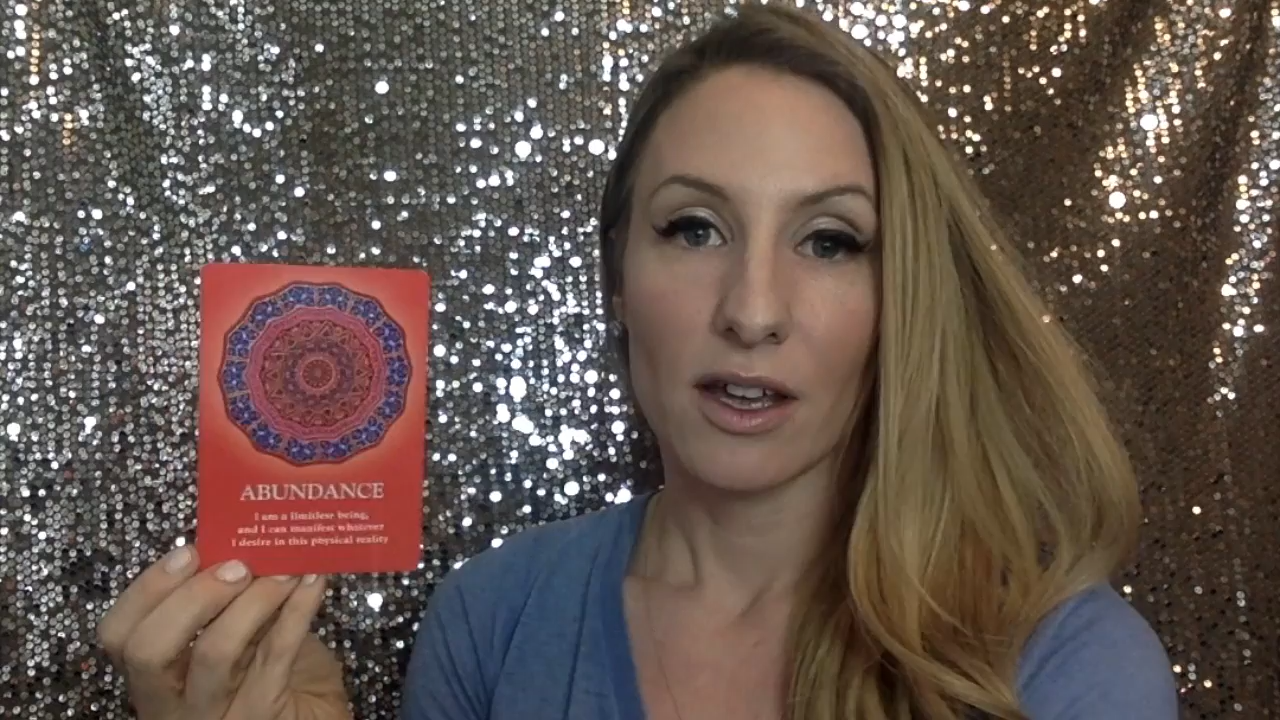 ABUNDANCE
I am a limitless being,
and I can manifest whatever
I desire in this physical reality